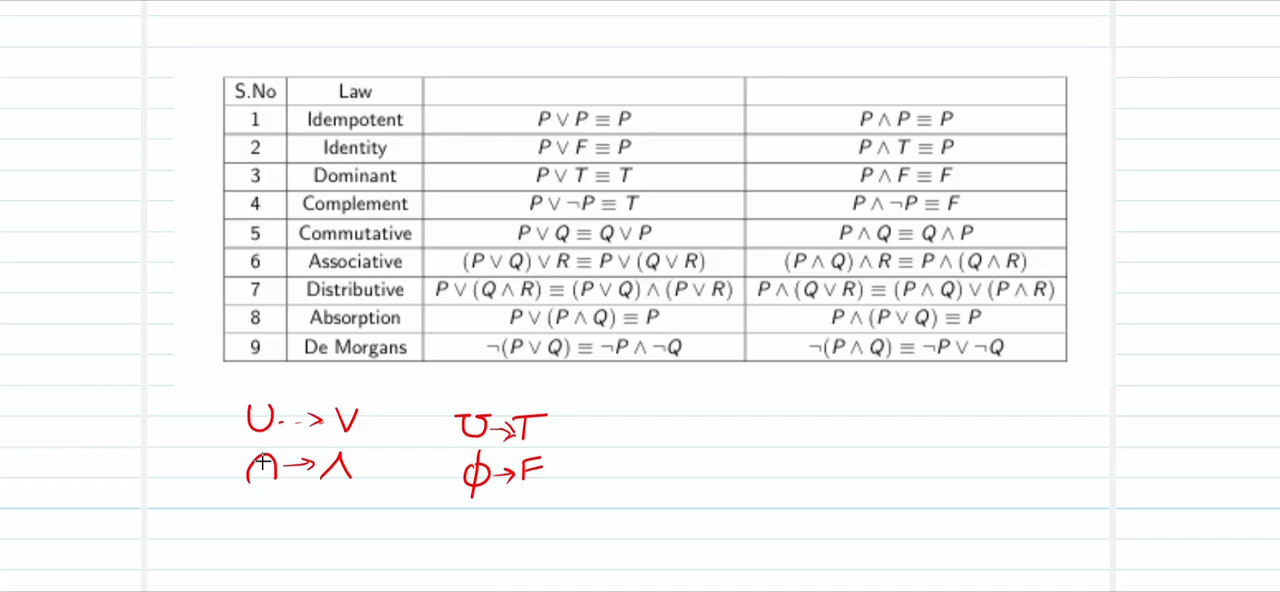 S.No Law
1 Idempotent P ∨ P ≡ P P ∧ P ≡ P
2 Identity P ∨ F ≡ P P ∧ T ≡ P
3 Dominant P ∨ T ≡ T P ∧ F ≡ F
4 Complement P ∨ ¬P ≡ T P ∧ ¬P ≡ F
5 Commutative P ∨ Q ≡ Q ∨ P P ∧ Q ≡ Q ∧ P
6 Associative (P ∨ Q) ∨ R ≡ P ∨ (Q ∨ R) (P ∧ Q) ∧ R ≡ P ∧ (Q ∧ R)
7 Distributive P ∨ (Q ∧ R) ≡ (P ∨ Q) ∧ (P ∨ R) P ∧ (Q ∨ R) ≡ (P ∧ Q) ∨ (P ∧ R)
8 Absorption P ∨ (P ∧ Q) ≡ P P ∧ (P ∨ Q) ≡ P
9 De Morgans ¬(P ∨ Q) ≡ ¬P ∧ ¬Q ¬(P ∧ Q) ≡ ¬P ∨ ¬Q
∪ → ∨ U → T
∩ → ∧ ϕ → F